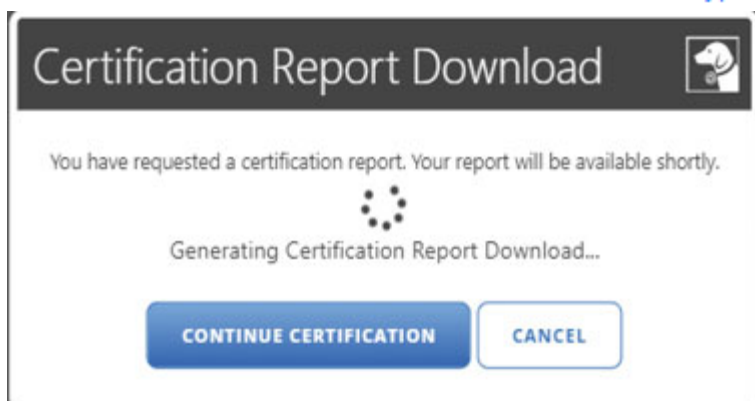 Certification Report Download
You have requested a certification report. Your report will be available shortly.
Generating Certification Report Download...
CONTINUE CERTIFICATION
CANCEL